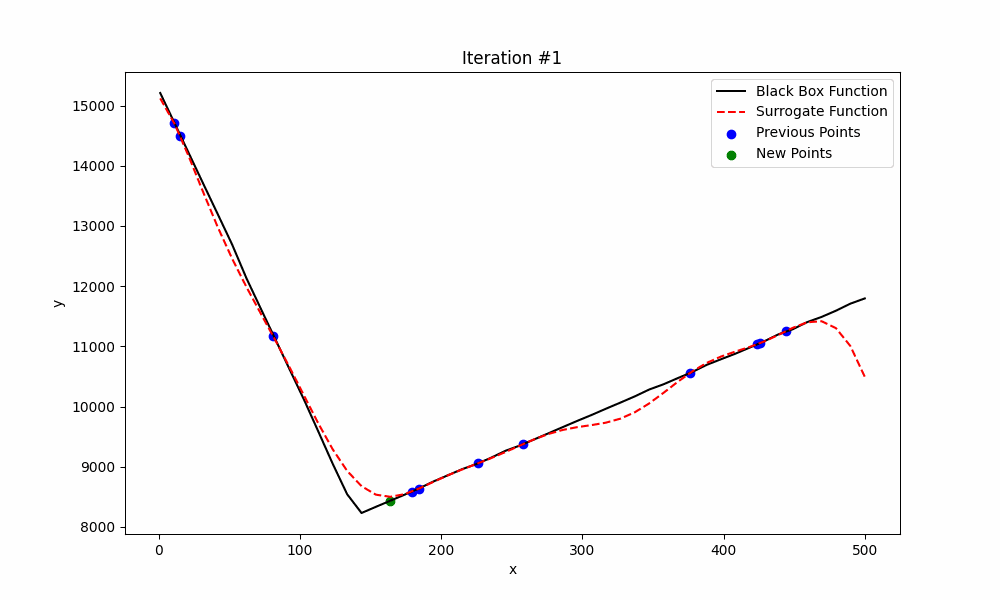 Iteration #1
Black Box Function
Surrogate Function
Previous Points
New Points
y
15000
14000
13000
12000
11000
10000
9000
8000
0 100 200 300 400 500
x